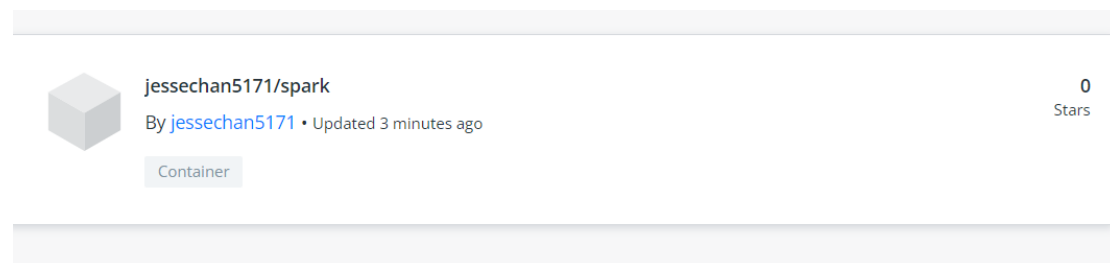 jessechan5171/spark
0
By jessechan5171 • Updated 3 minutes ago
Stars
Container